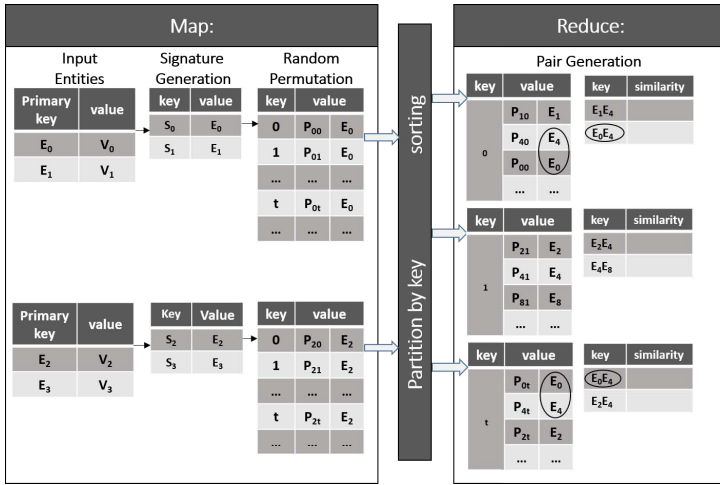 Map:
Input Entities
Signature Generation
Random Permutation
Primary key value
E₀ V₀
E₁ V₁
key value
S₀ E₀
S₁ E₁
key value
0 P₀₀ E₀
1 P₀₁ E₀
... ... ...
t P₀t E₀
... ... ...
Primary key value
E₂ V₂
E₃ V₃
Key Value
S₂ E₂
S₃ E₃
key value
0 P₂₀ E₂
1 P₂₁ E₂
... ... ...
t P₂t E₂
... ... ...
Partition by key sorting
Reduce:
Pair Generation
key value
0
P₁₀ E₁
P₄₀ E₄
P₀₀ E₀
... ...
key similarity
E₁E₄
E₀E₄
key value
1
P₂₁ E₂
P₄₁ E₄
P₈₁ E₈
... ...
key similarity
E₂E₄
E₄E₈
key value
t
P₀t E₀
P₄t E₄
P₂t E₂
... ...
key similarity
E₀E₄
E₂E₄